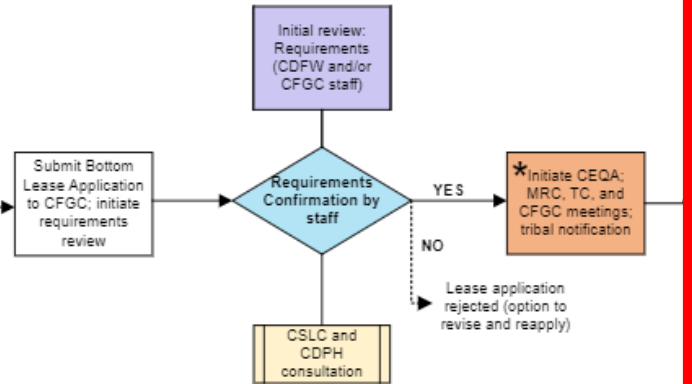 Initial review:
Requirements
(CDFW and/or
CFGC staff)
Submit Bottom
Lease Application
to CFGC; initiate
requirements
review
Requirements
Confirmation by
staff
YES
*Initiate CEQA;
MRC, TC, and
CFGC meetings;
tribal notification
NO
Lease application
rejected (option to
revise and reapply)
CSLC and
CDPH
consultation